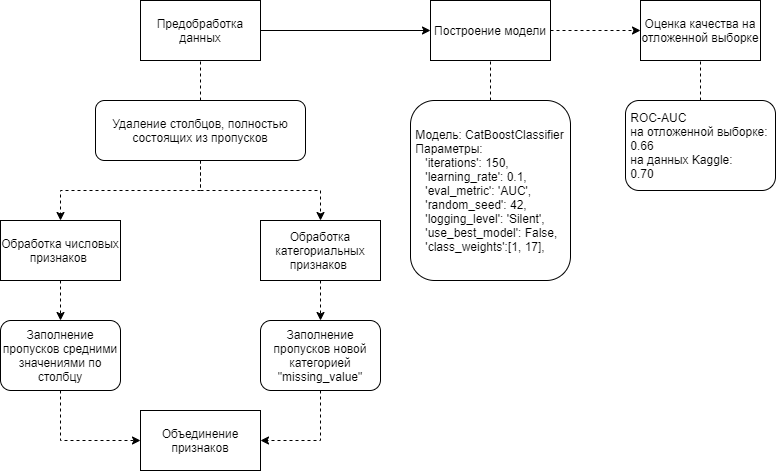 Предобработка
данных
Построение модели
Оценка качества на
отложенной выборке
Удаление столбцов, полностью
состоящих из пропусков
Модель: CatBoostClassifier
Параметры:
'iterations': 150,
'learning_rate': 0.1,
'eval_metric': 'AUC',
'random_seed': 42,
'logging_level': 'Silent',
'use_best_model': False,
'class_weights':[1, 17],
ROC-AUC
на отложенной выборке:
0.66
на данных Kaggle:
0.70
Обработка числовых
признаков
Обработка
категориальных
признаков
Заполнение
пропусков средними
значениями по
столбцу
Заполнение
пропусков новой
категорией
"missing_value"
Объединение
признаков